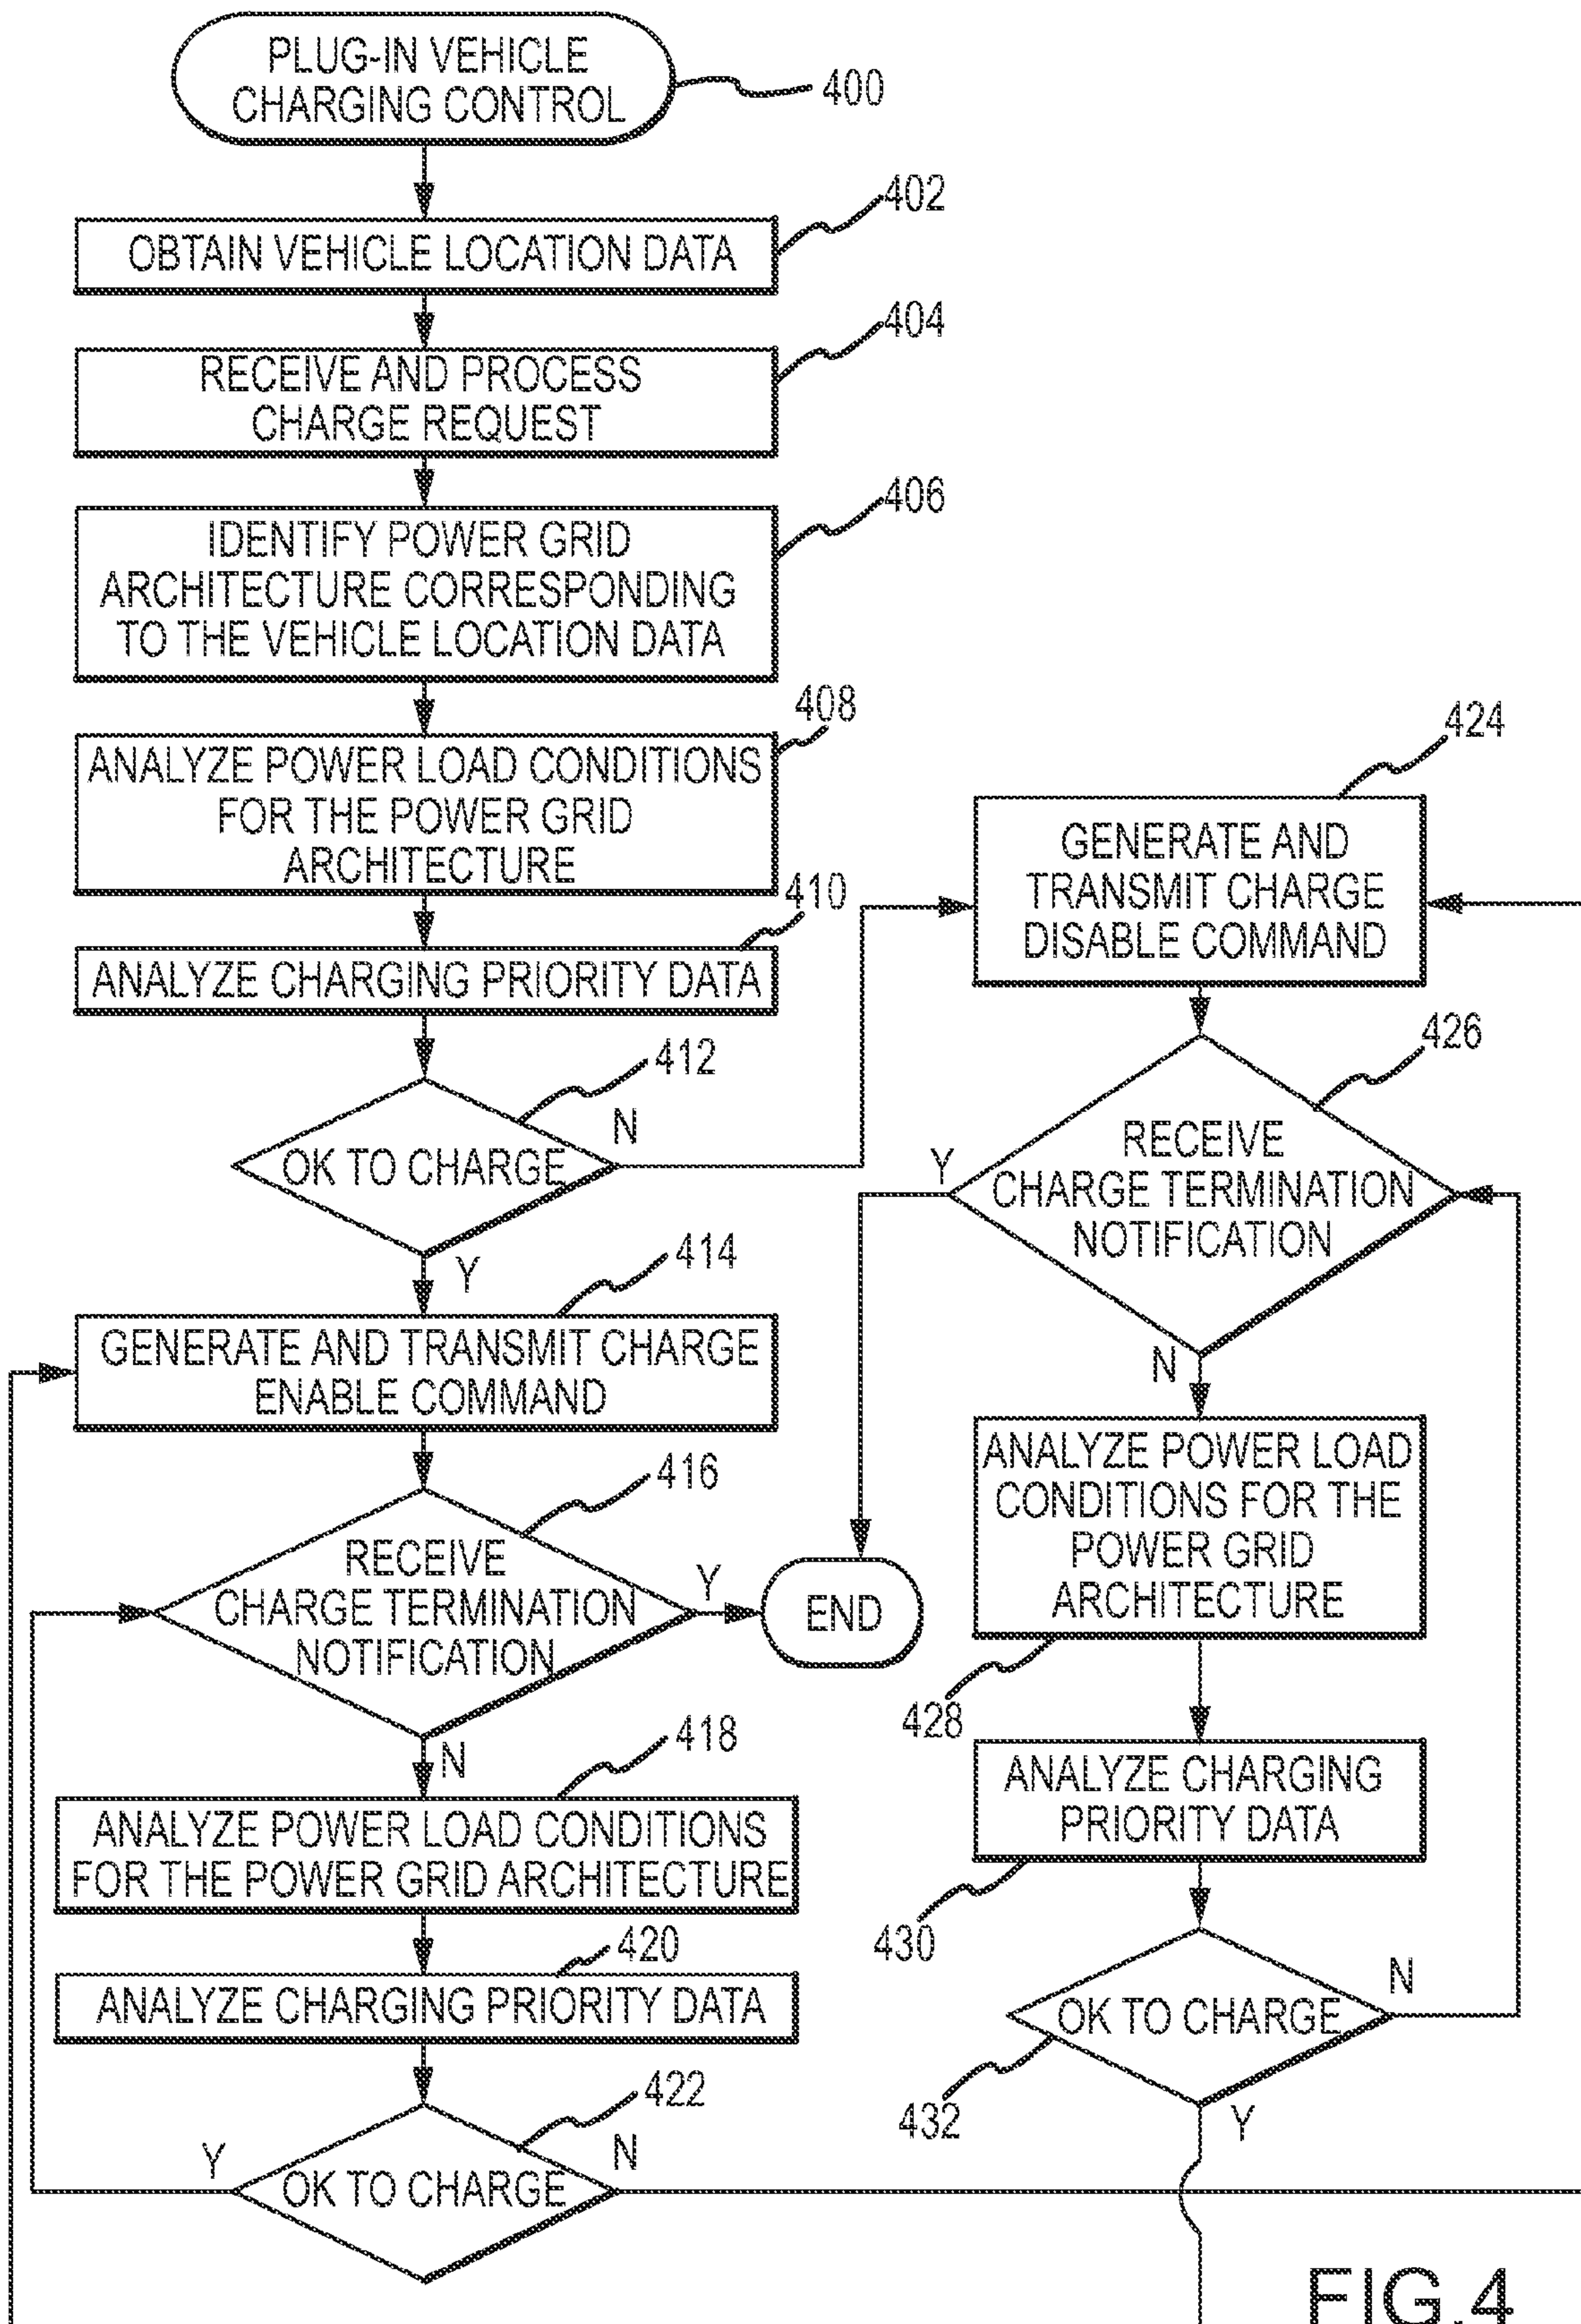 PLUG-IN VEHICLE
CHARGING CONTROL
400
402
OBTAIN VEHICLE LOCATION DATA
404
RECEIVE AND PROCESS
CHARGE REQUEST
406
IDENTIFY POWER GRID
ARCHITECTURE CORRESPONDING
TO THE VEHICLE LOCATION DATA
408
ANALYZE POWER LOAD CONDITIONS
FOR THE POWER GRID
ARCHITECTURE
410
ANALYZE CHARGING PRIORITY DATA
412
OK TO CHARGE
N
Y
414
GENERATE AND TRANSMIT CHARGE
ENABLE COMMAND
416
RECEIVE
CHARGE TERMINATION
NOTIFICATION
Y
END
N
418
ANALYZE POWER LOAD CONDITIONS
FOR THE POWER GRID ARCHITECTURE
420
ANALYZE CHARGING PRIORITY DATA
422
Y
OK TO CHARGE
N
424
GENERATE AND
TRANSMIT CHARGE
DISABLE COMMAND
426
Y
RECEIVE
CHARGE TERMINATION
NOTIFICATION
N
ANALYZE POWER LOAD
CONDITIONS FOR THE
POWER GRID
ARCHITECTURE
428
ANALYZE CHARGING
PRIORITY DATA
430
OK TO CHARGE
N
432
Y
FIG.4